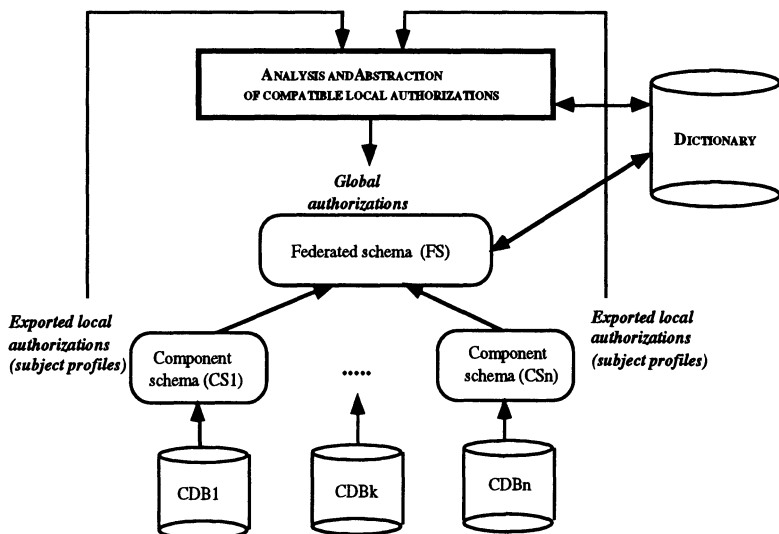 ANALYSIS AND ABSTRACTION
OF COMPATIBLE LOCAL AUTHORIZATIONS
DICTIONARY
Global
authorizations
Federated schema (FS)
Exported local
authorizations
(subject profiles)
Component
schema (CS1)
.....
Component
schema (CSn)
Exported local
authorizations
(subject profiles)
CDB1
CDBk
CDBn